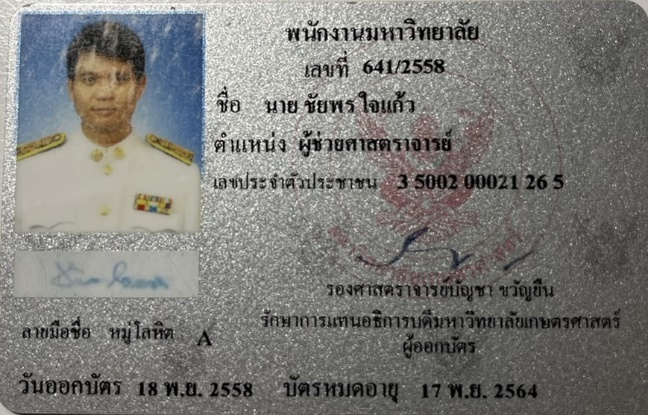 พนักงานมหาวิทยาลัย
เลขที่ 641/2558
ชื่อ นาย ชัยพร ใจแก้ว
ตำแหน่ง ผู้ช่วยศาสตราจารย์
เลขประจำตัวประชาชน 3 5002 00021 26 5
รองศาสตราจารย์บัญชา ขวัญยืน
รักษาการแทนอธิการบดีมหาวิทยาลัยเกษตรศาสตร์
ผู้ออกบัตร
ลายมือชื่อ หมู่โลหิต A
วันออกบัตร 18 พ.ย. 2558 บัตรหมดอายุ 17 พ.ย. 2564